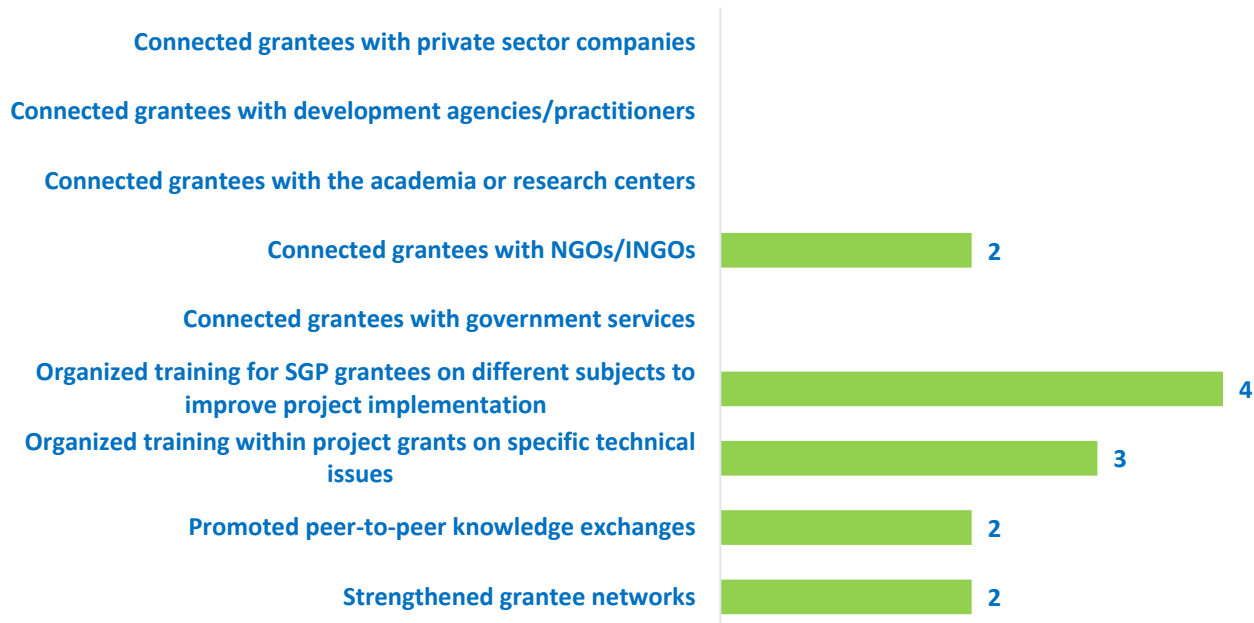 Connected grantees with private sector companies
Connected grantees with development agencies/practitioners
Connected grantees with the academia or research centers
Connected grantees with NGOs/INGOs
2
Connected grantees with government services
Organized training for SGP grantees on different subjects to
improve project implementation
4
Organized training within project grants on specific technical
issues
3
Promoted peer-to-peer knowledge exchanges
2
Strengthened grantee networks
2